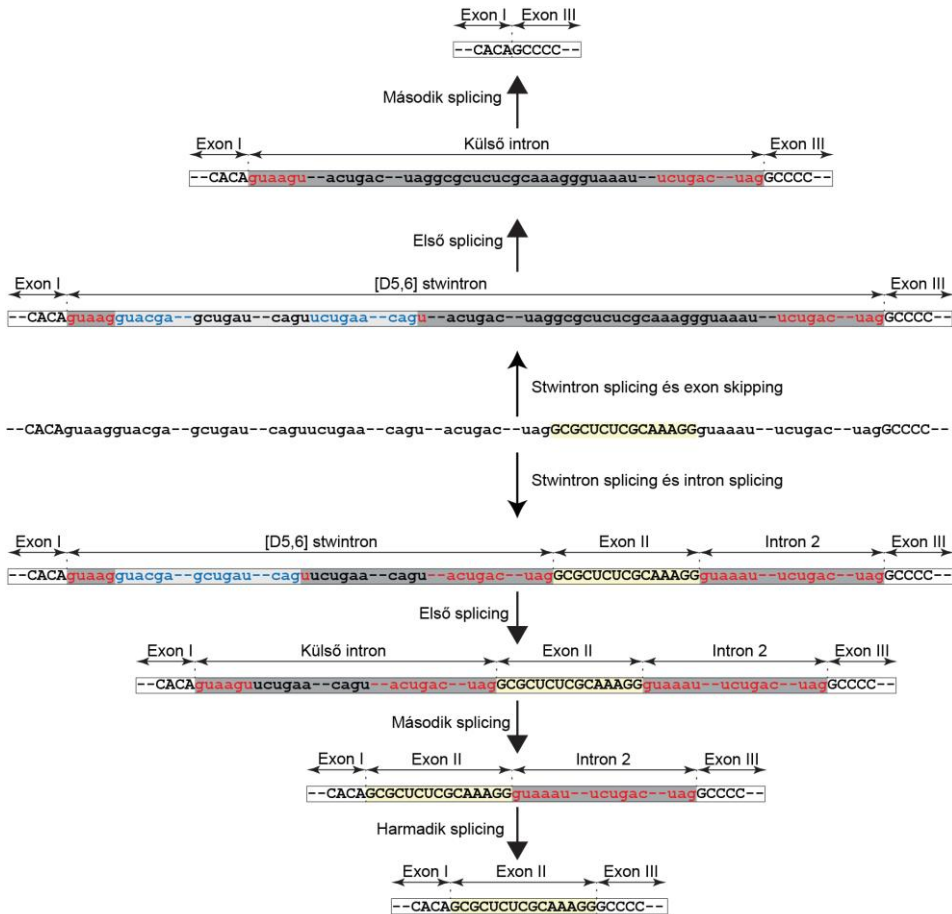 Exon I Exon III
--CACAGCCCC--
Második splicing
Exon I Külső intron Exon III
--CACAguaagu--acugac--uaggcgcucucgcaaaggguaaau--ucugac--uagGCCCC--
Első splicing
Exon I [D5,6] stwintron Exon III
--CACAguaagguacga--gcugau--caguucugaa--cagu--acugac--uaggcgcucucgcaaaggguaaau--ucugac--uagGCCCC--
Stwintron splicing és exon skipping
--CACAguaagguacga--gcugau--caguucugaa--cagu--acugac--uagGCGCUCUCGCAAAGGguaaau--ucugac--uagGCCCC--
Stwintron splicing és intron splicing
Exon I [D5,6] stwintron Exon II Intron 2 Exon III
--CACAguaagguacga--gcugau--caguucugaa--cagu--acugac--uagGCGCUCUCGCAAAGGguaaau--ucugac--uagGCCCC--
Első splicing
Exon I Külső intron Exon II Intron 2 Exon III
--CACAguaaguucugaa--cagu--acugac--uagGCGCUCUCGCAAAGGguaaau--ucugac--uagGCCCC--
Második splicing
Exon I Exon II Intron 2 Exon III
--CACAGCGCUCUCGCAAAGGguaaau--ucugac--uagGCCCC--
Harmadik splicing
Exon I Exon II Exon III
--CACAGCGCUCUCGCAAAGGGCCCC--